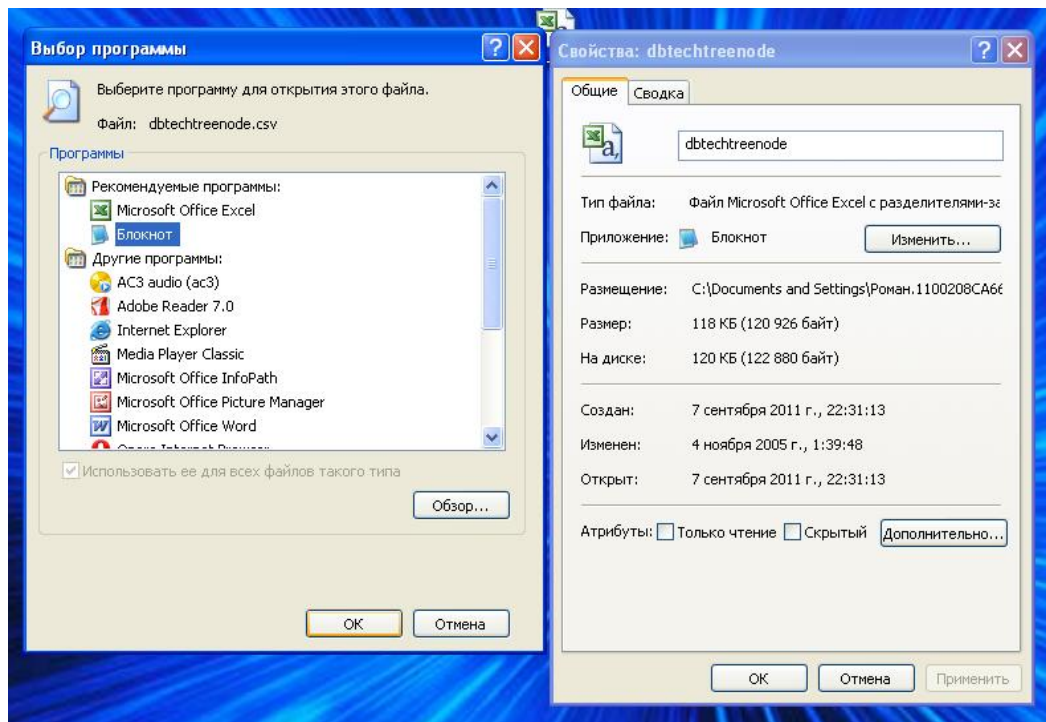 Выбор программы
Выберите программу для открытия этого файла.
Файл: dbtechtreenode.csv
Программы
Рекомендуемые программы:
Microsoft Office Excel
Блокнот
Другие программы:
AC3 audio (ac3)
Adobe Reader 7.0
Internet Explorer
Media Player Classic
Microsoft Office InfoPath
Microsoft Office Picture Manager
Microsoft Office Word
Opera Internet Browser
Использовать ее для всех файлов такого типа
Обзор...
ОК
Отмена
Свойства: dbtechtreenode
Общие
Сводка
dbtechtreenode
Тип файла: Файл Microsoft Office Excel с разделителями-за
Приложение: Блокнот
Изменить...
Размещение: C:\Documents and Settings\Роман.1100208CA66
Размер: 118 КБ (120 926 байт)
На диске: 120 КБ (122 880 байт)
Создан: 7 сентября 2011 г., 22:31:13
Изменен: 4 ноября 2005 г., 1:39:48
Открыт: 7 сентября 2011 г., 22:31:13
Атрибуты: Только чтение Скрытый Дополнительно...
ОК
Отмена
Применить